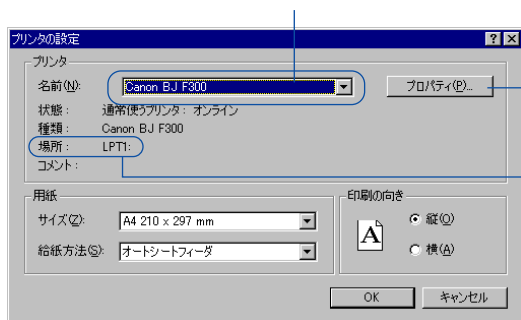 プリンタの設定
プリンタ
名前(N): Canon BJ F300 プロパティ(P)...
状態： 通常使うプリンタ： オンライン
種類： Canon BJ F300
場所： LPT1:
コメント：
用紙
サイズ(Z): A4 210 x 297 mm
給紙方法(S): オートシートフィーダ
印刷の向き
A
縦(O)
横(A)
OK キャンセル